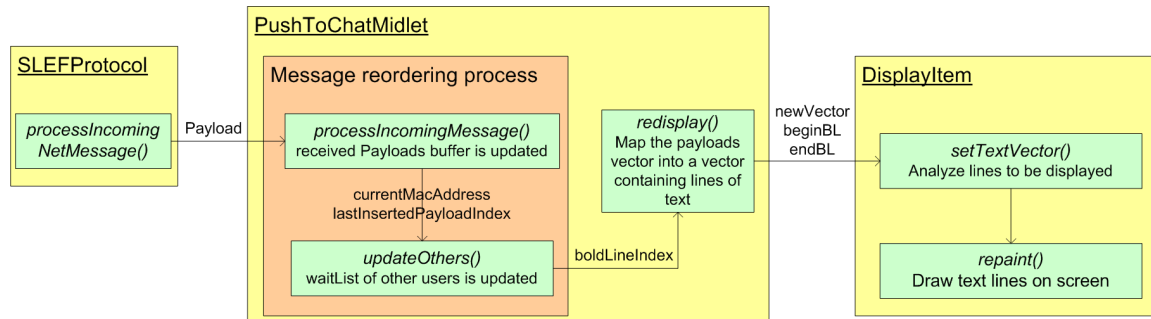 SLEFProtocol
processIncoming
NetMessage()
Payload
PushToChatMidlet
Message reordering process
processIncomingMessage()
received Payloads buffer is updated
currentMacAddress
lastInsertedPayloadIndex
updateOthers()
waitList of other users is updated
boldLineIndex
redisplay()
Map the payloads
vector into a vector
containing lines of
text
newVector
beginBL
endBL
DisplayItem
setTextVector()
Analyze lines to be displayed
repaint()
Draw text lines on screen